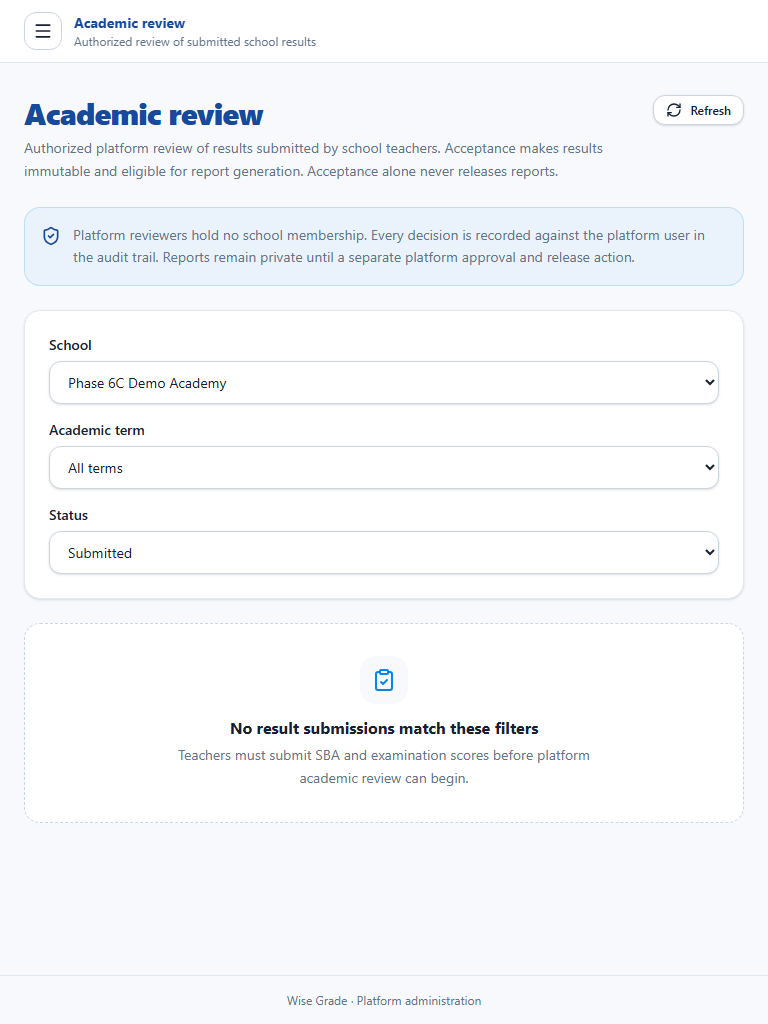 Academic review
Authorized review of submitted school results
Academic review
Refresh
Authorized platform review of results submitted by school teachers. Acceptance makes results
immutable and eligible for report generation. Acceptance alone never releases reports.
Platform reviewers hold no school membership. Every decision is recorded against the platform user in
the audit trail. Reports remain private until a separate platform approval and release action.
School
Phase 6C Demo Academy
Academic term
All terms
Status
Submitted
No result submissions match these filters
Teachers must submit SBA and examination scores before platform
academic review can begin.
Wise Grade · Platform administration